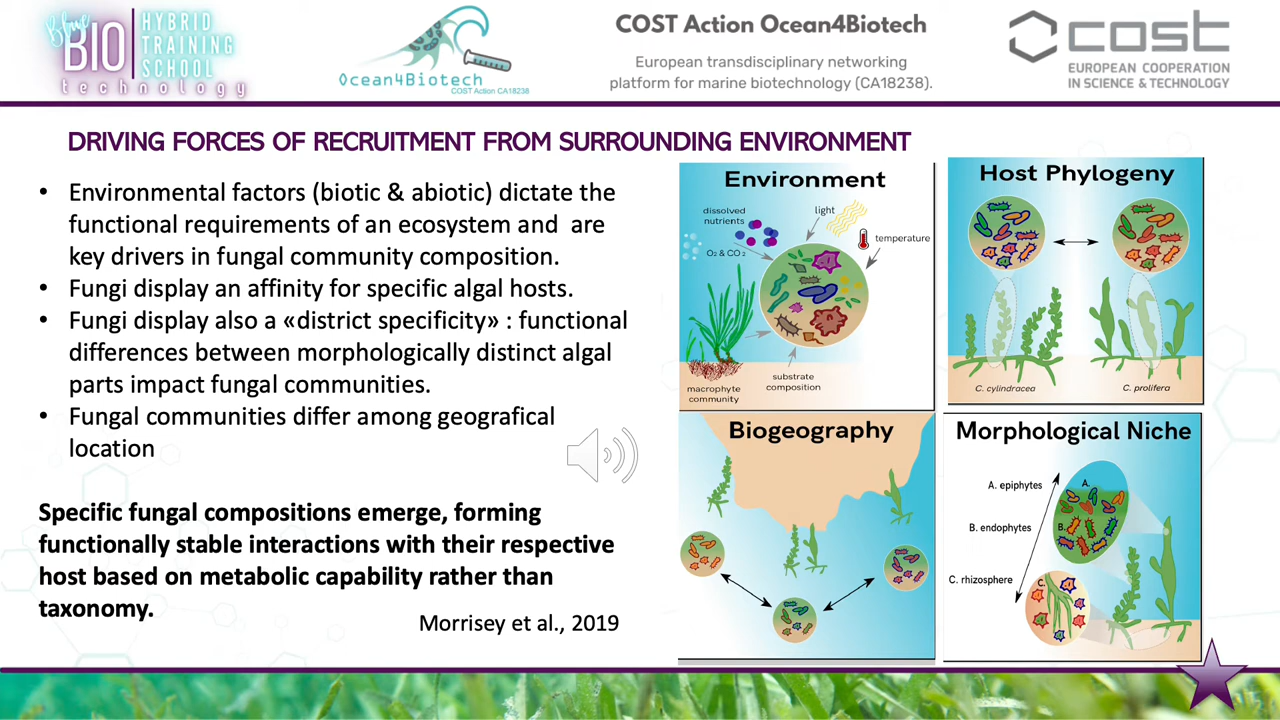 Blue
BIO
technology
HYBRID
TRAINING
SCHOOL
Ocean4Biotech
COST Action CA18238
COST Action Ocean4Biotech
European transdisciplinary networking
platform for marine biotechnology (CA18238).
cost
EUROPEAN COOPERATION
IN SCIENCE & TECHNOLOGY
DRIVING FORCES OF RECRUITMENT FROM SURROUNDING ENVIRONMENT
• Environmental factors (biotic & abiotic) dictate the
functional requirements of an ecosystem and are
key drivers in fungal community composition.
• Fungi display an affinity for specific algal hosts.
• Fungi display also a «district specificity» : functional
differences between morphologically distinct algal
parts impact fungal communities.
• Fungal communities differ among geografical
location
Specific fungal compositions emerge, forming
functionally stable interactions with their respective
host based on metabolic capability rather than
taxonomy.
Morrisey et al., 2019
Environment
dissolved
nutrients
light
temperature
O2 & CO2
substrate
composition
macrophyte
community
Host Phylogeny
C. cylindracea
C. prolifera
Biogeography
Morphological Niche
A. epiphytes
B. endophytes
C. rhizosphere
A.
B.
C.